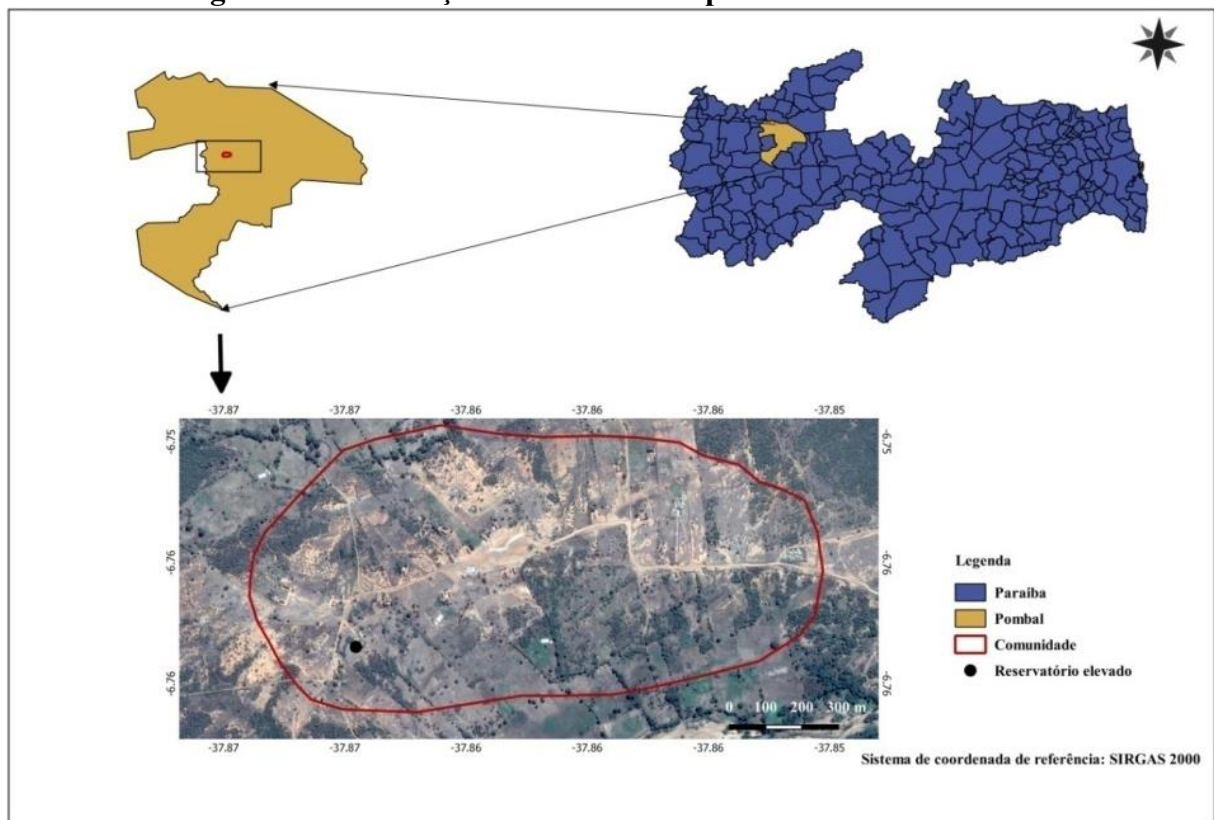 -37.87 -37.87 -37.86 -37.86 -37.86 -37.85
-6.75 -6.75
-6.76 -6.76
-6.76 -6.76
0 100 200 300 m
-37.87 -37.87 -37.86 -37.86 -37.86 -37.85
Legenda
Paraiba
Pombal
Comunidade
Reservatório elevado
Sistema de coordenada de referência: SIRGAS 2000